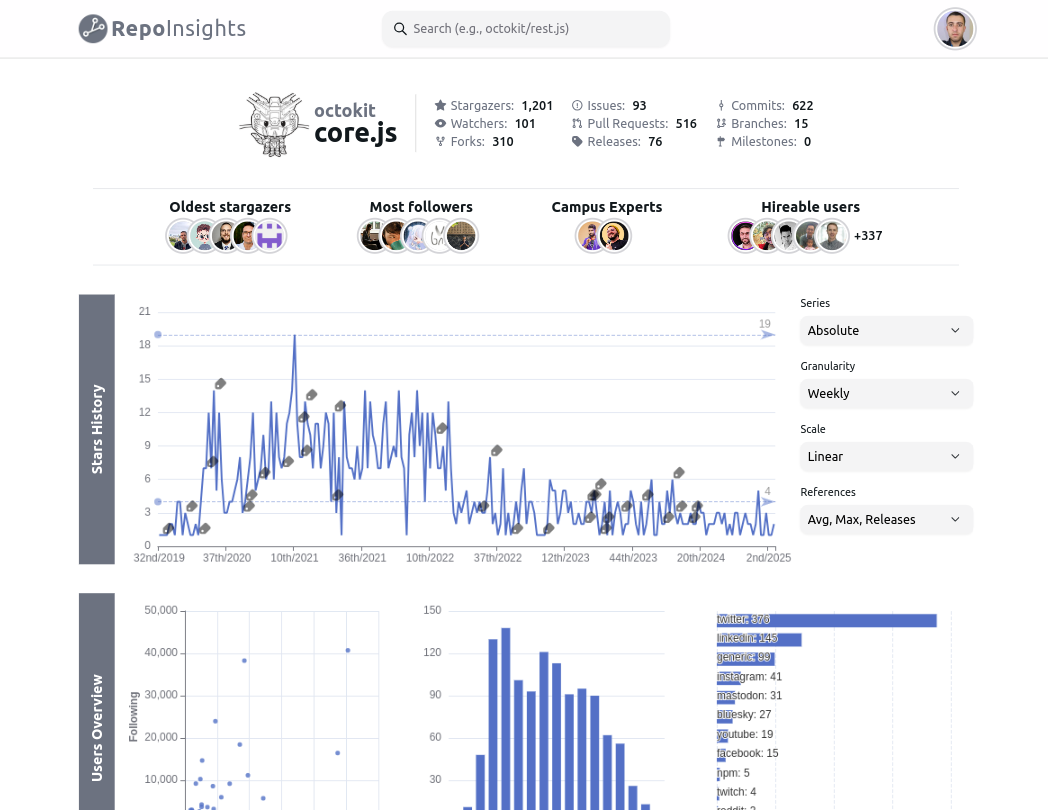 RepoInsights
Search (e.g., octokit/rest.js)
octokit
core.js
Stargazers: 1,201
Watchers: 101
Forks: 310
Issues: 93
Pull Requests: 516
Releases: 76
Commits: 622
Branches: 15
Milestones: 0
Oldest stargazers
Most followers
Campus Experts
Hireable users
+337
Stars History
21
18
15
12
9
6
3
0
19
4
32nd/2019 37th/2020 10th/2021 36th/2021 10th/2022 37th/2022 12th/2023 44th/2023 20th/2024 2nd/2025
Series
Absolute
Granularity
Weekly
Scale
Linear
References
Avg, Max, Releases
Users Overview
Following
50,000
40,000
30,000
20,000
10,000
150
120
90
60
30
twitter: 376
linkedin: 145
generic: 99
instagram: 41
mastodon: 31
bluesky: 27
youtube: 19
facebook: 15
npm: 5
twitch: 4